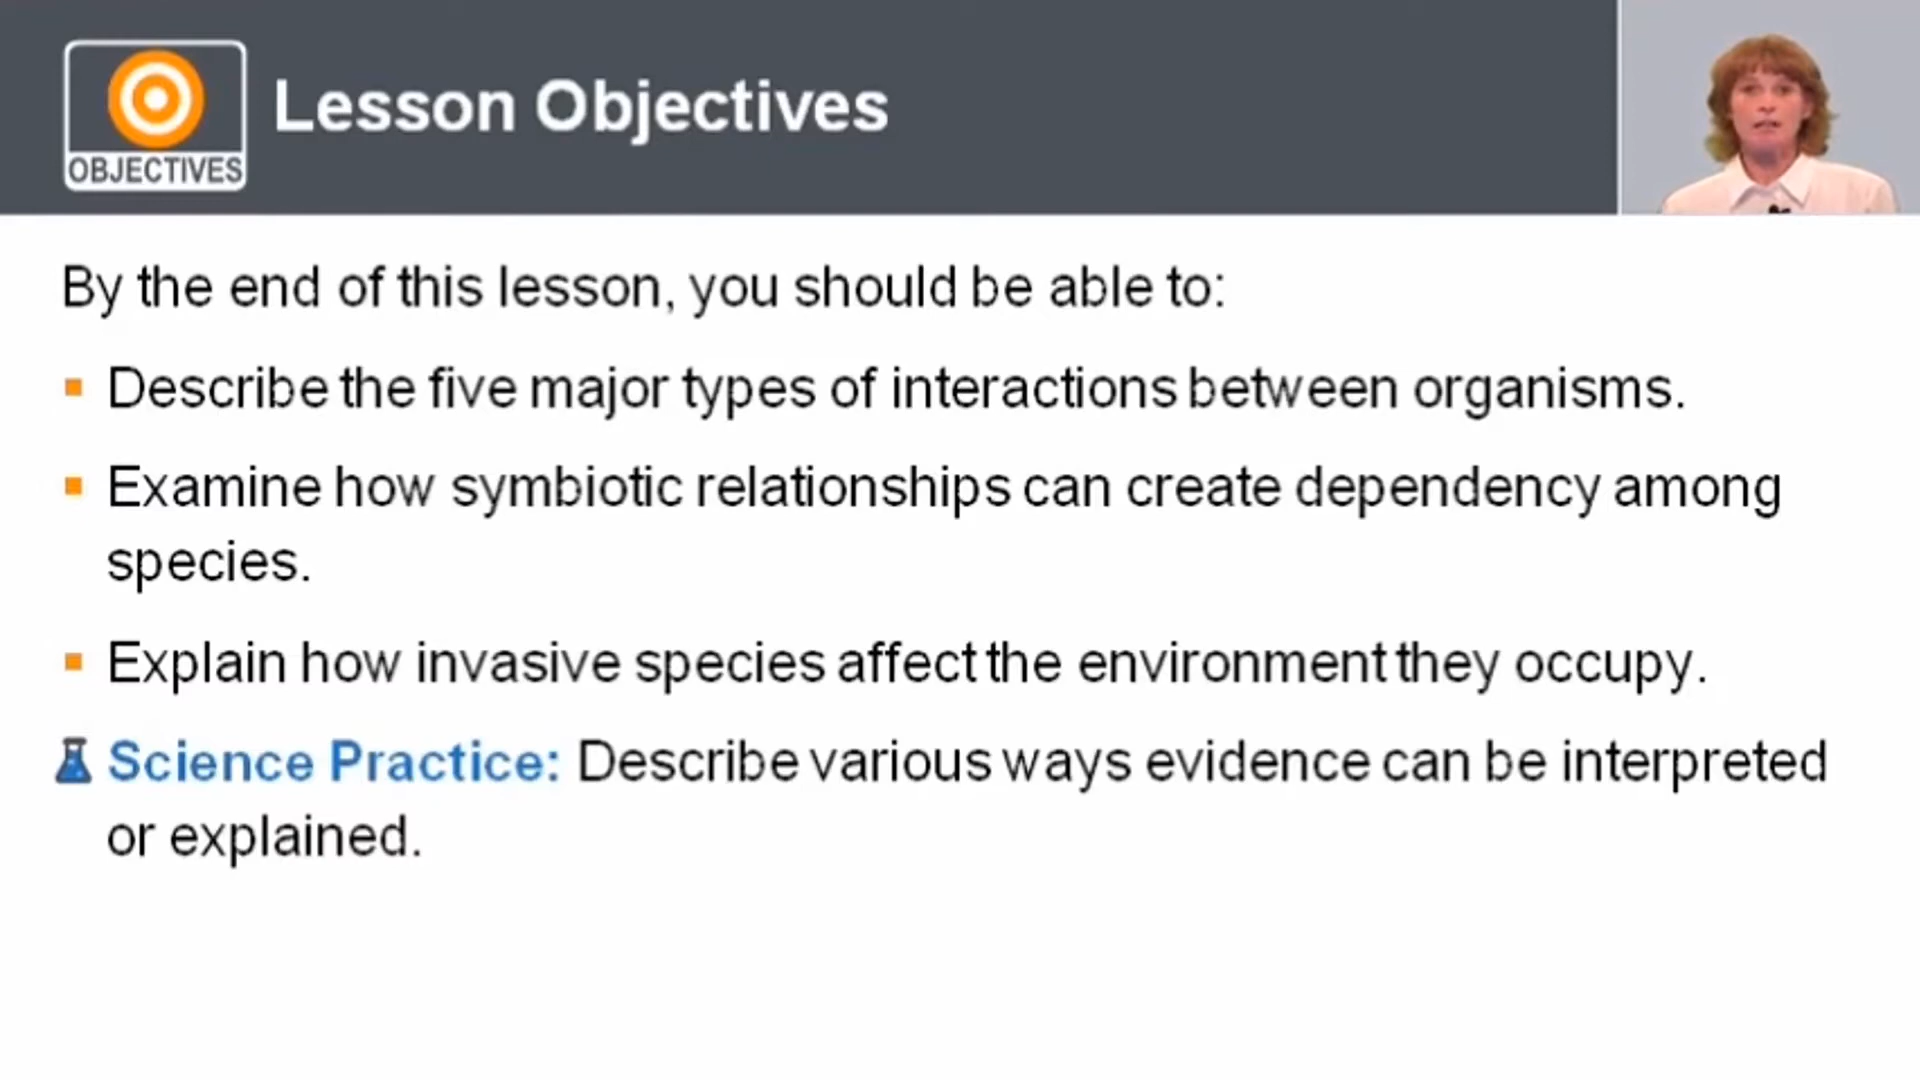 OBJECTIVES
Lesson Objectives
By the end of this lesson, you should be able to:
Describe the five major types of interactions between organisms.
Examine how symbiotic relationships can create dependency among
species.
Explain how invasive species affect the environment they occupy.
Science Practice: Describe various ways evidence can be interpreted
or explained.